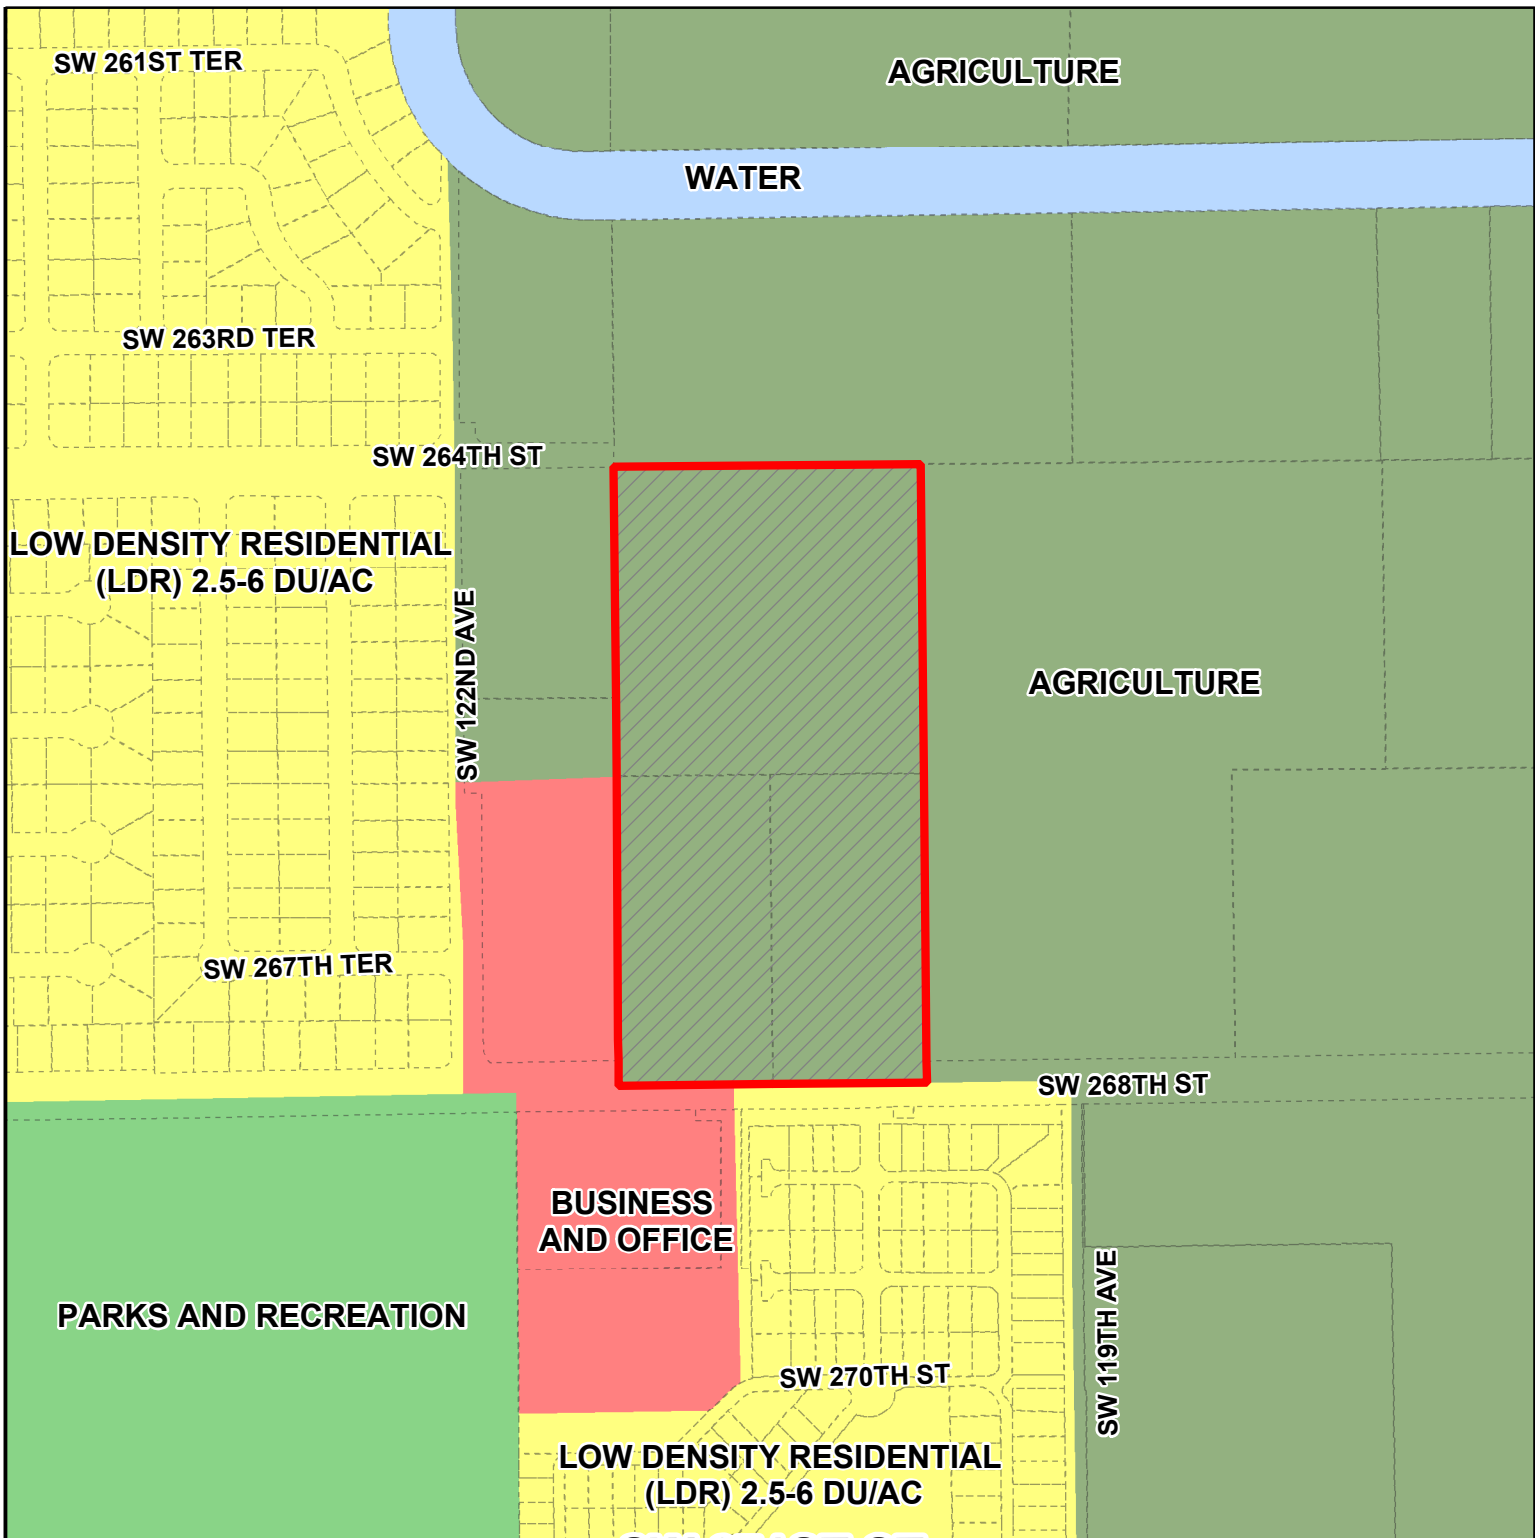 SW 261ST TER
AGRICULTURE
WATER
SW 263RD TER
SW 264TH ST
LOW DENSITY RESIDENTIAL
(LDR) 2.5-6 DU/AC
SW 122ND AVE
AGRICULTURE
SW 267TH TER
SW 268TH ST
BUSINESS
AND OFFICE
PARKS AND RECREATION
SW 119TH AVE
SW 270TH ST
LOW DENSITY RESIDENTIAL
(LDR) 2.5-6 DU/AC